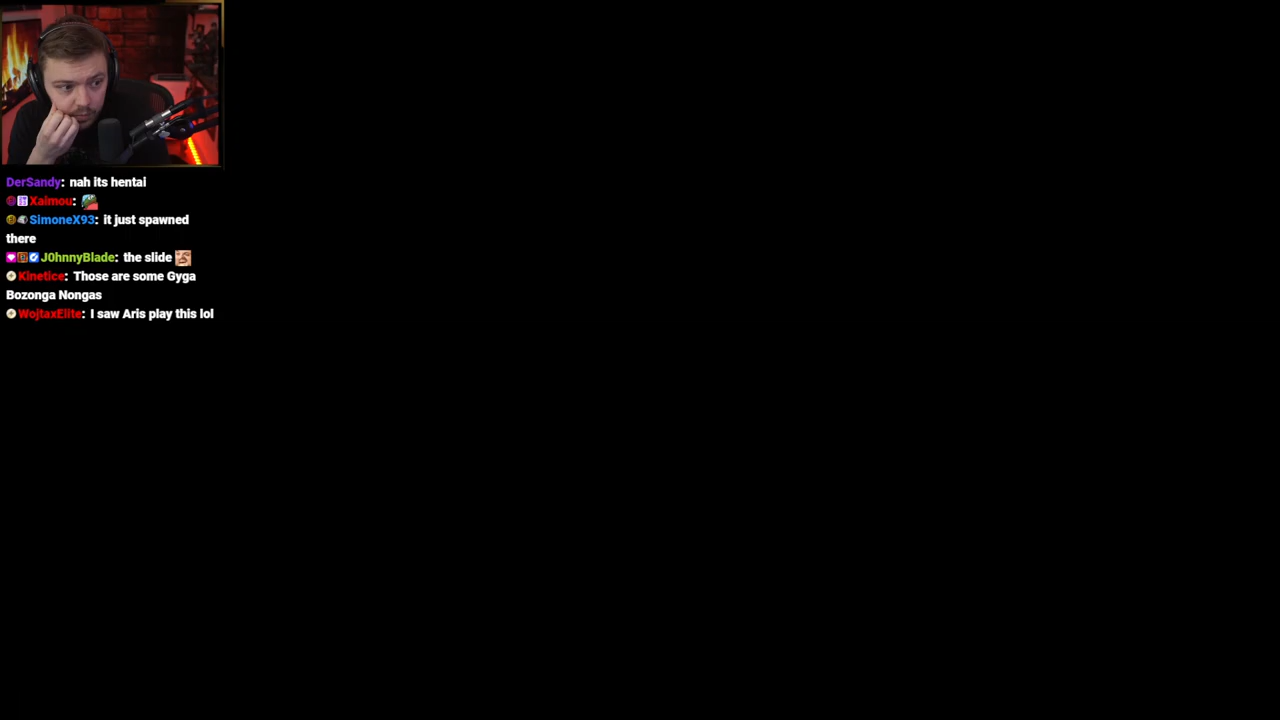 DerSandy: nah its hentai
Xaimou:
SimoneX93: it just spawned
there
J0hnnyBlade: the slide
Kinetice: Those are some Gyga
Bozonga Nongas
WojtaxElite: I saw Aris play this lol